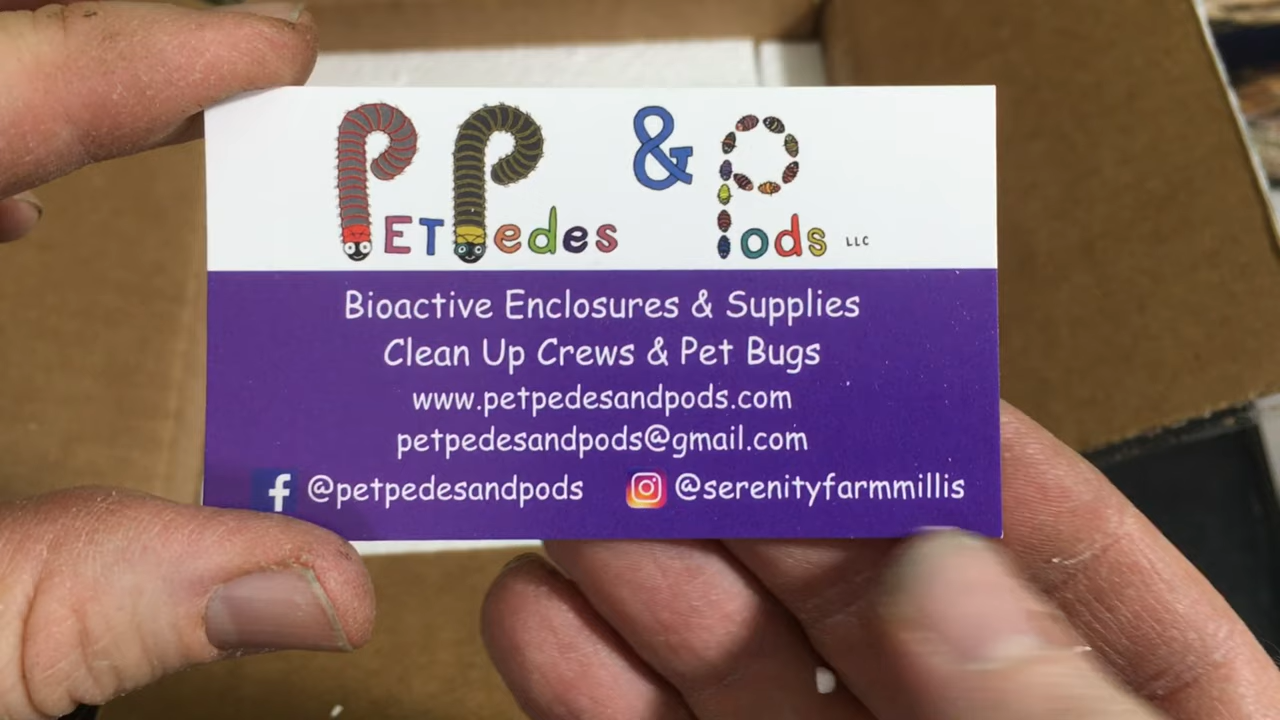 PETPedes & Pods LLC
Bioactive Enclosures & Supplies
Clean Up Crews & Pet Bugs
www.petpedesandpods.com
petpedesandpods@gmail.com
f @petpedesandpods @serenityfarmmillis